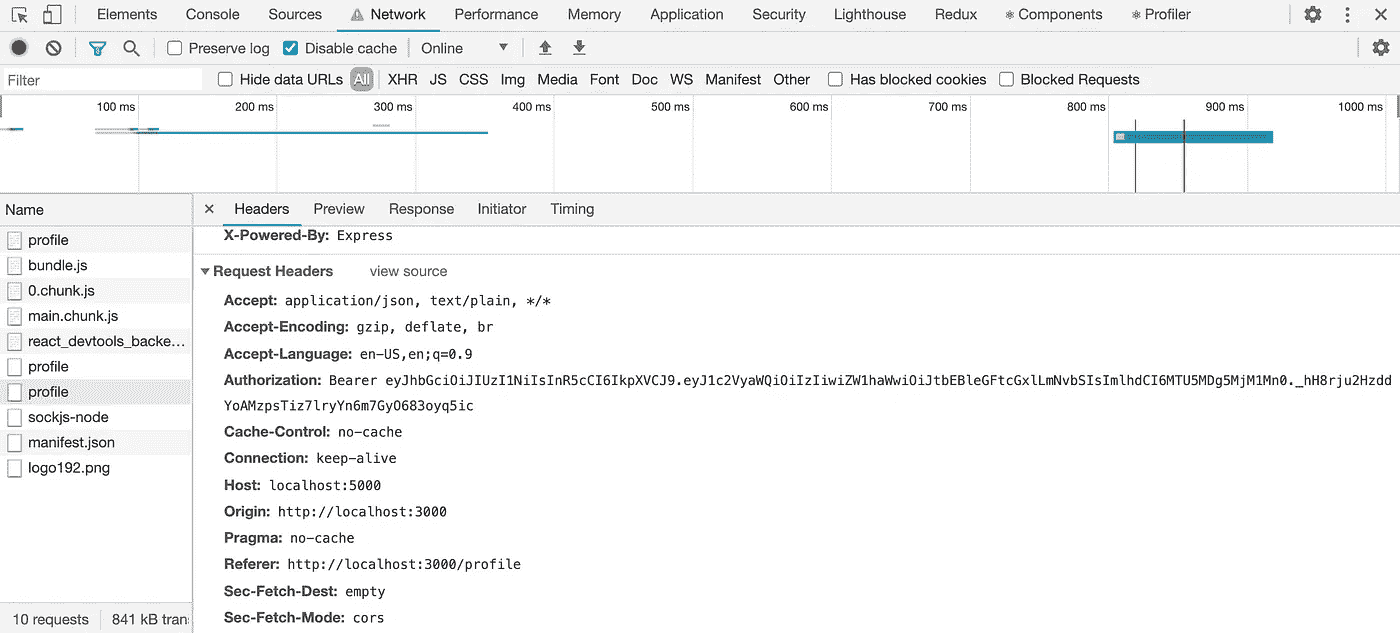 Elements Console Sources Network Performance Memory Application Security Lighthouse Redux Components Profiler
Preserve log Disable cache Online
Filter Hide data URLs All XHR JS CSS Img Media Font Doc WS Manifest Other Has blocked cookies Blocked Requests
100 ms 200 ms 300 ms 400 ms 500 ms 600 ms 700 ms 800 ms 900 ms 1000 ms
Name
profile
bundle.js
0.chunk.js
main.chunk.js
react_devtools_backe…
profile
profile
sockjs-node
manifest.json
logo192.png
10 requests 841 kB tran
Headers Preview Response Initiator Timing
X-Powered-By: Express
Request Headers view source
Accept: application/json, text/plain, */*
Accept-Encoding: gzip, deflate, br
Accept-Language: en-US,en;q=0.9
Authorization: Bearer eyJhbGciOiJIUzI1NiIsInR5cCI6IkpXVCJ9.eyJ1c2VyaWQiOiIzIiwiZW1haWwiOiJtbEBleGFtcGxlLmNvbSIsImlhdCI6MTU5MDg5MjM1Mn0._hH8rju2Hzdd
YoAMzpsTiz7lryYn6m7GyO683oyq5ic
Cache-Control: no-cache
Connection: keep-alive
Host: localhost:5000
Origin: http://localhost:3000
Pragma: no-cache
Referer: http://localhost:3000/profile
Sec-Fetch-Dest: empty
Sec-Fetch-Mode: cors